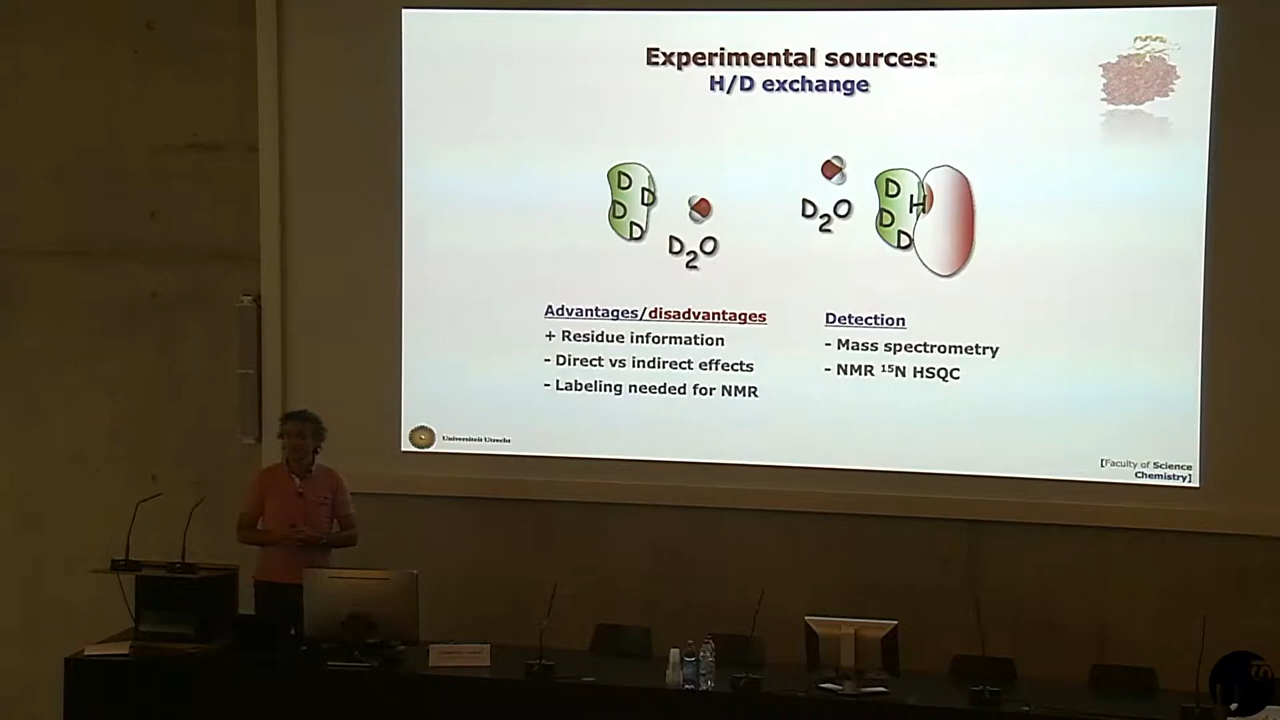 Experimental sources:
H/D exchange
D
D
D
D
D₂O
D₂O
D
H
D
D
Advantages/disadvantages
+ Residue information
- Direct vs indirect effects
- Labeling needed for NMR
Detection
- Mass spectrometry
- NMR ¹⁵N HSQC
Universiteit Utrecht
[Faculty of Science
Chemistry]